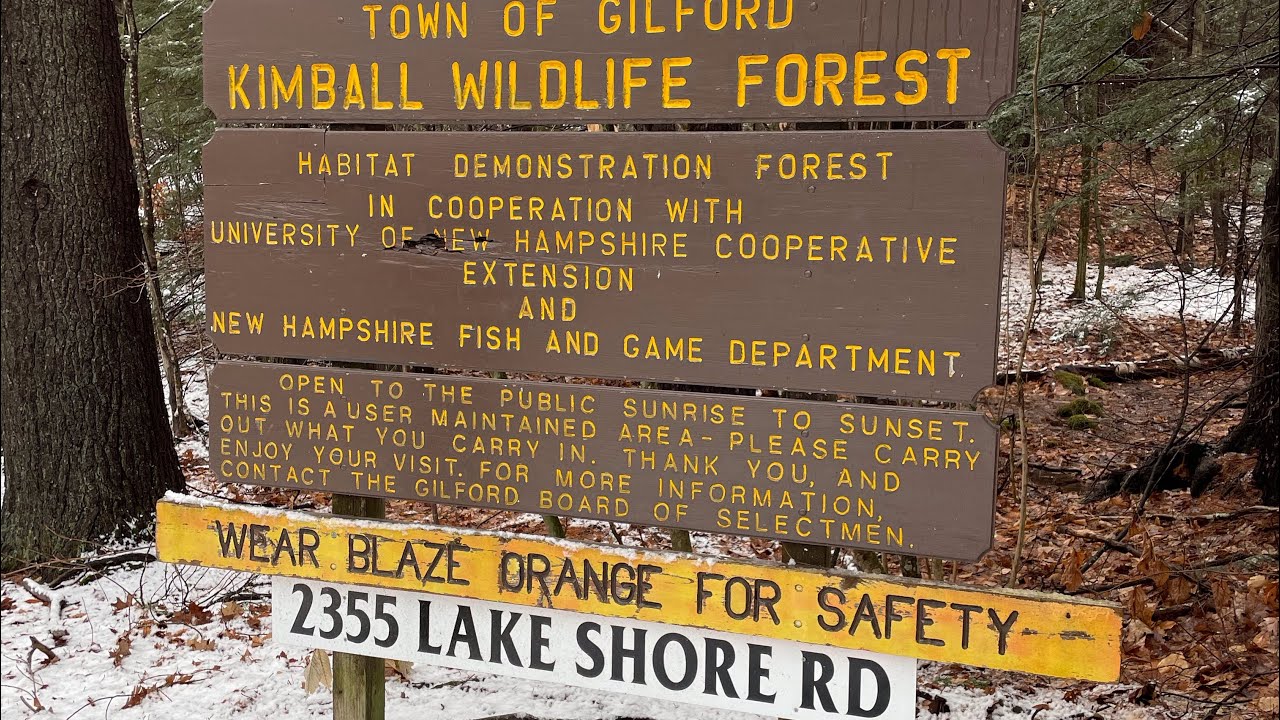 TOWN OF GILFORD
KIMBALL WILDLIFE FOREST
HABITAT DEMONSTRATION FOREST
IN COOPERATION WITH
UNIVERSITY OF NEW HAMPSHIRE COOPERATIVE
EXTENSION
AND
NEW HAMPSHIRE FISH AND GAME DEPARTMENT
OPEN TO THE PUBLIC SUNRISE TO SUNSET.
THIS IS A USER MAINTAINED AREA- PLEASE CARRY
OUT WHAT YOU CARRY IN. THANK YOU, AND
ENJOY YOUR VISIT. FOR MORE INFORMATION,
CONTACT THE GILFORD BOARD OF SELECTMEN.
WEAR BLAZE ORANGE FOR SAFETY
2355 LAKE SHORE RD